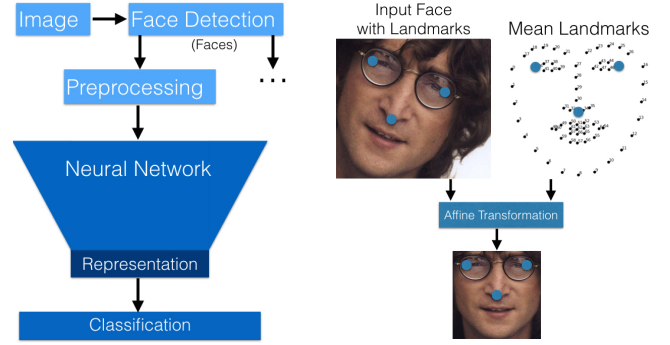 Image
Face Detection
(Faces)
...
Preprocessing
Neural Network
Representation
Classification
Input Face
with Landmarks
Mean Landmarks
Affine Transformation